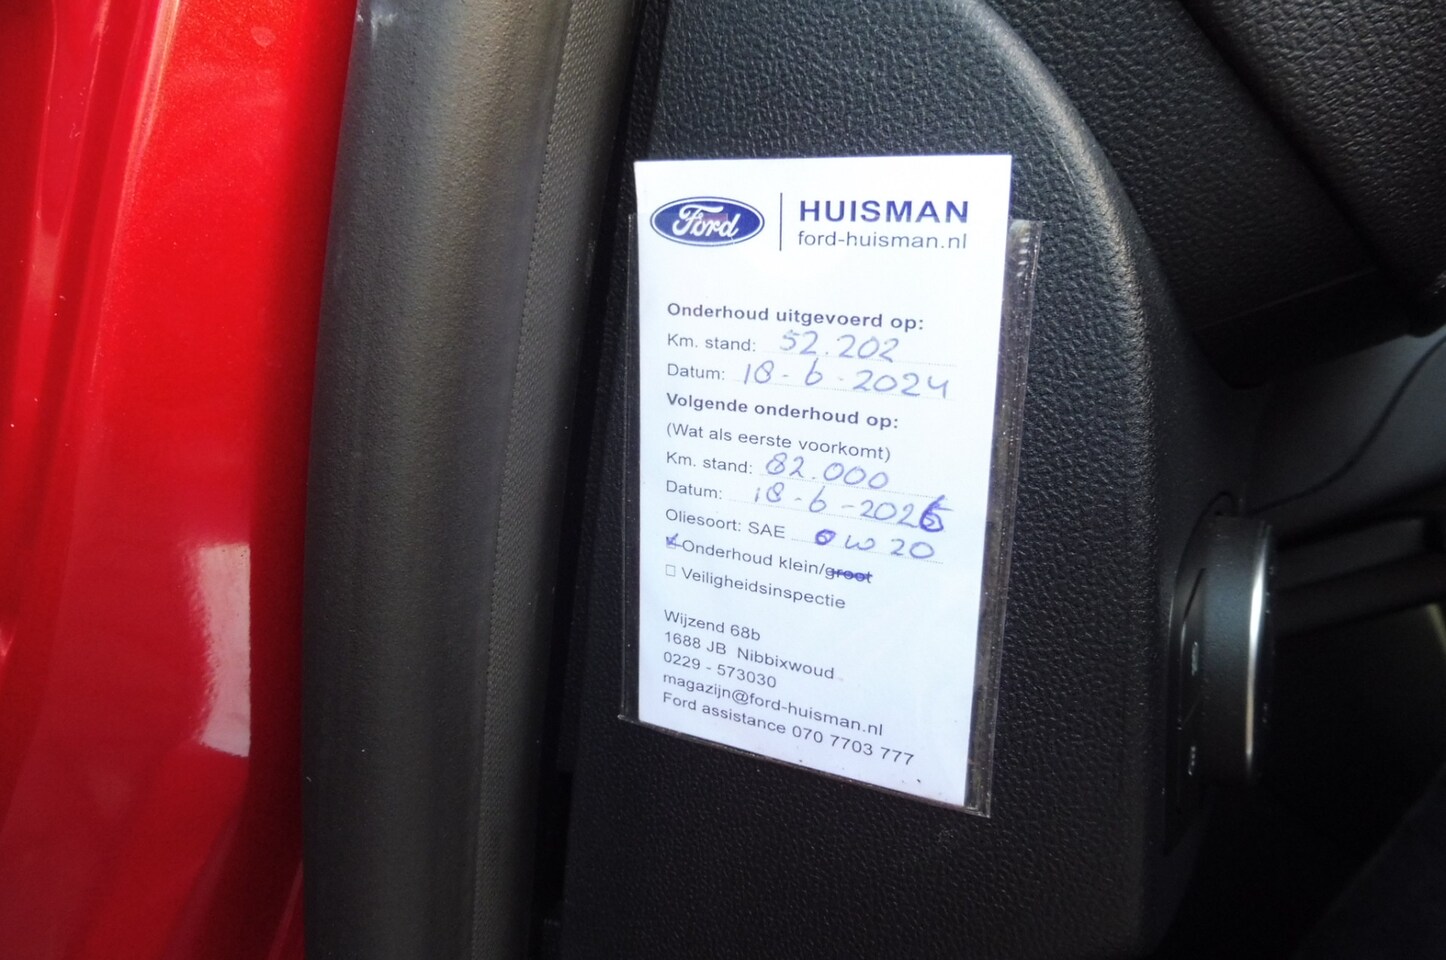 Ford HUISMAN
ford-huisman.nl
Onderhoud uitgevoerd op:
Km. stand: 52.202
Datum: 18-6-2024
Volgende onderhoud op:
(Wat als eerste voorkomt)
Km. stand: 82.000
Datum: 18-6-2026
Oliesoort: SAE 0W20
Onderhoud klein/groot
Veiligheidsinspectie
Wijzend 68b
1688 JB Nibbixwoud
0229 - 573030
magazijn@ford-huisman.nl
Ford assistance 070 7703 777